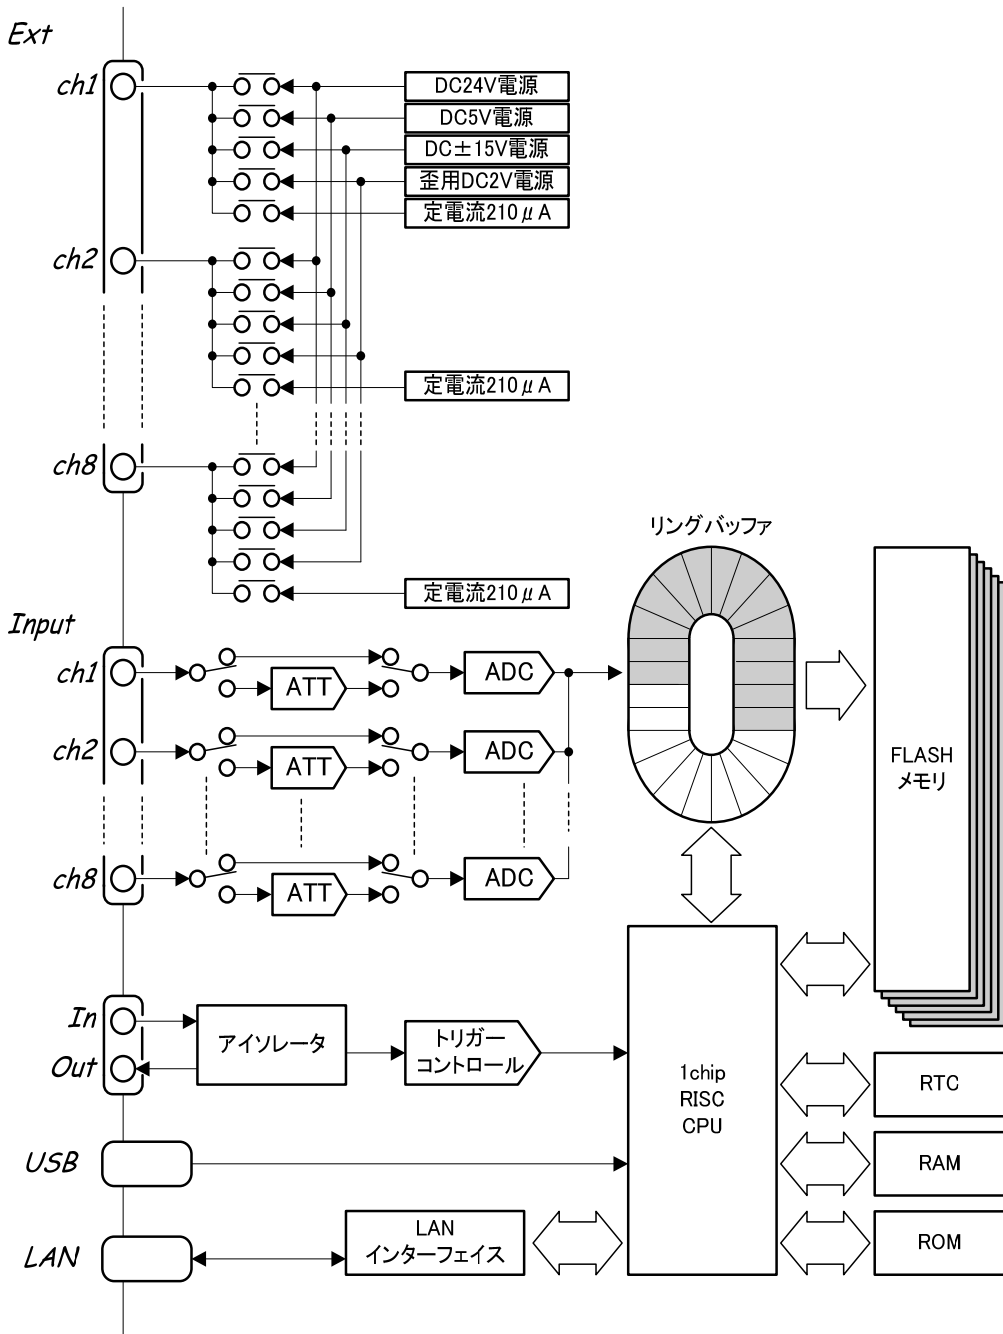 Ext
ch1
DC24V電源
DC5V電源
DC±15V電源
歪用DC2V電源
定電流210μA
ch2
定電流210μA
ch8
定電流210μA
リングバッファ
Input
ch1
ATT
ADC
ch2
ATT
ADC
FLASH
メモリ
ch8
ATT
ADC
In
Out
アイソレータ
トリガー
コントロール
1chip
RISC
CPU
RTC
USB
RAM
LAN
LAN
インターフェイス
ROM